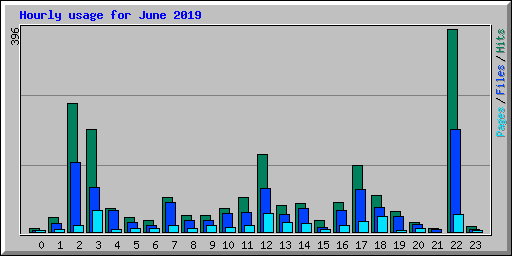 Hourly usage for June 2019
396
Pages/Files/Hits
0 1 2 3 4 5 6 7 8 9 10 11 12 13 14 15 16 17 18 19 20 21 22 23